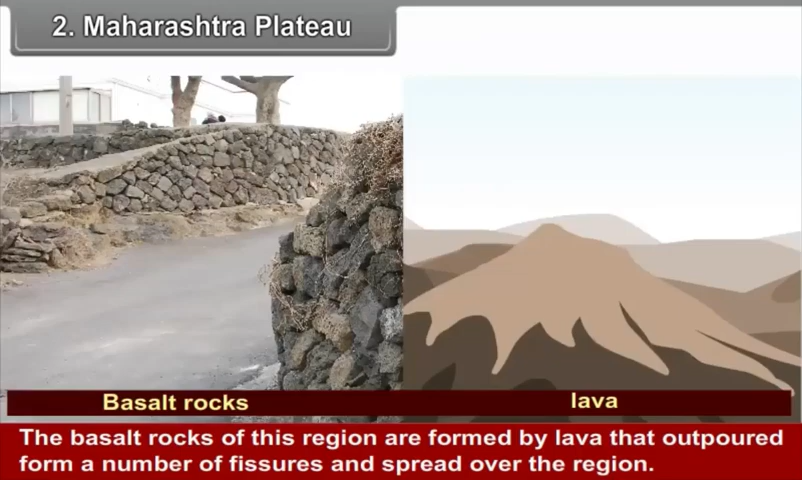 2. Maharashtra Plateau
Basalt rocks
lava
The basalt rocks of this region are formed by lava that outpoured
form a number of fissures and spread over the region.